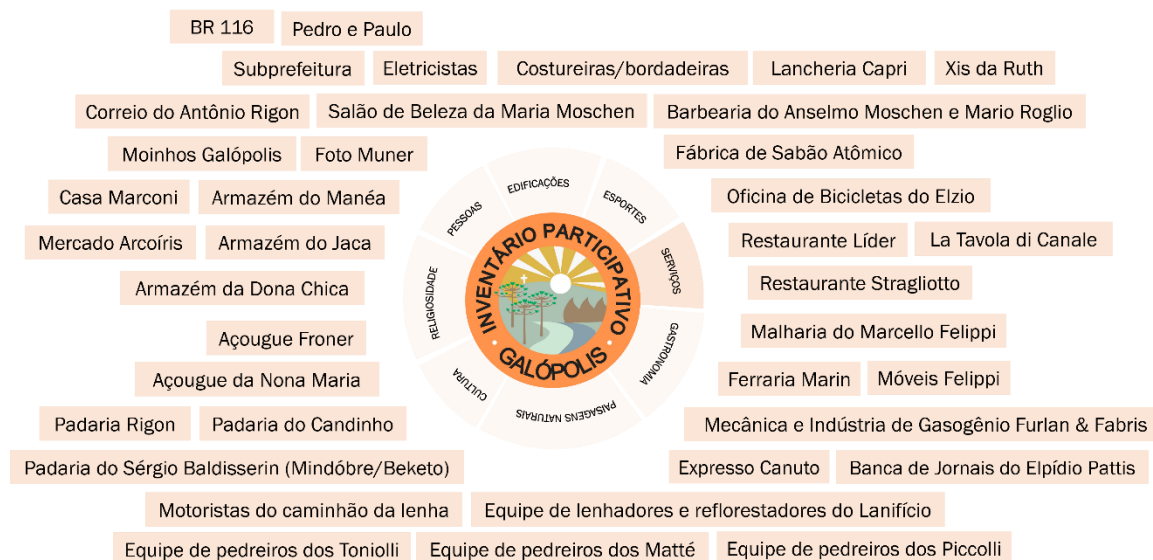 BR 116
Pedro e Paulo
Subprefeitura
Eletricistas
Costureiras/bordadeiras
Lancheria Capri
Xis da Ruth
Correio do Antônio Rigon
Salão de Beleza da Maria Moschen
Barbearia do Anselmo Moschen e Mario Roglio
Moinhos Galópolis
Foto Muner
Fábrica de Sabão Atômico
Casa Marconi
Armazém do Manéa
Oficina de Bicicletas do Elzio
Mercado Arcoíris
Armazém do Jaca
Restaurante Líder
La Tavola di Canale
Armazém da Dona Chica
Restaurante Stragliotto
Açougue Froner
Malharia do Marcello Felippi
Açougue da Nona Maria
Ferraria Marin
Móveis Felippi
Padaria Rigon
Padaria do Candinho
Mecânica e Indústria de Gasogênio Furlan & Fabris
Padaria do Sérgio Baldisserin (Mindóbre/Beketo)
Expresso Canuto
Banca de Jornais do Elpídio Pattis
Motoristas do caminhão da lenha
Equipe de lenhadores e reflorestadores do Lanifício
Equipe de pedreiros dos Toniolli
Equipe de pedreiros dos Matté
Equipe de pedreiros dos Piccolli
EDIFICAÇÕES
ESPORTES
SERVIÇOS
GASTRONOMIA
PAISAGENS NATURAIS
CULTURA
RELIGIOSIDADE
PESSOAS
INVENTÁRIO PARTICIPATIVO
• GALÓPOLIS •